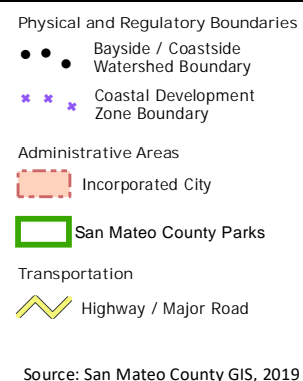 Physical and Regulatory Boundaries
Bayside / Coastside
Watershed Boundary
Coastal Development
Zone Boundary
Administrative Areas
Incorporated City
San Mateo County Parks
Transportation
Highway / Major Road
Source: San Mateo County GIS, 2019